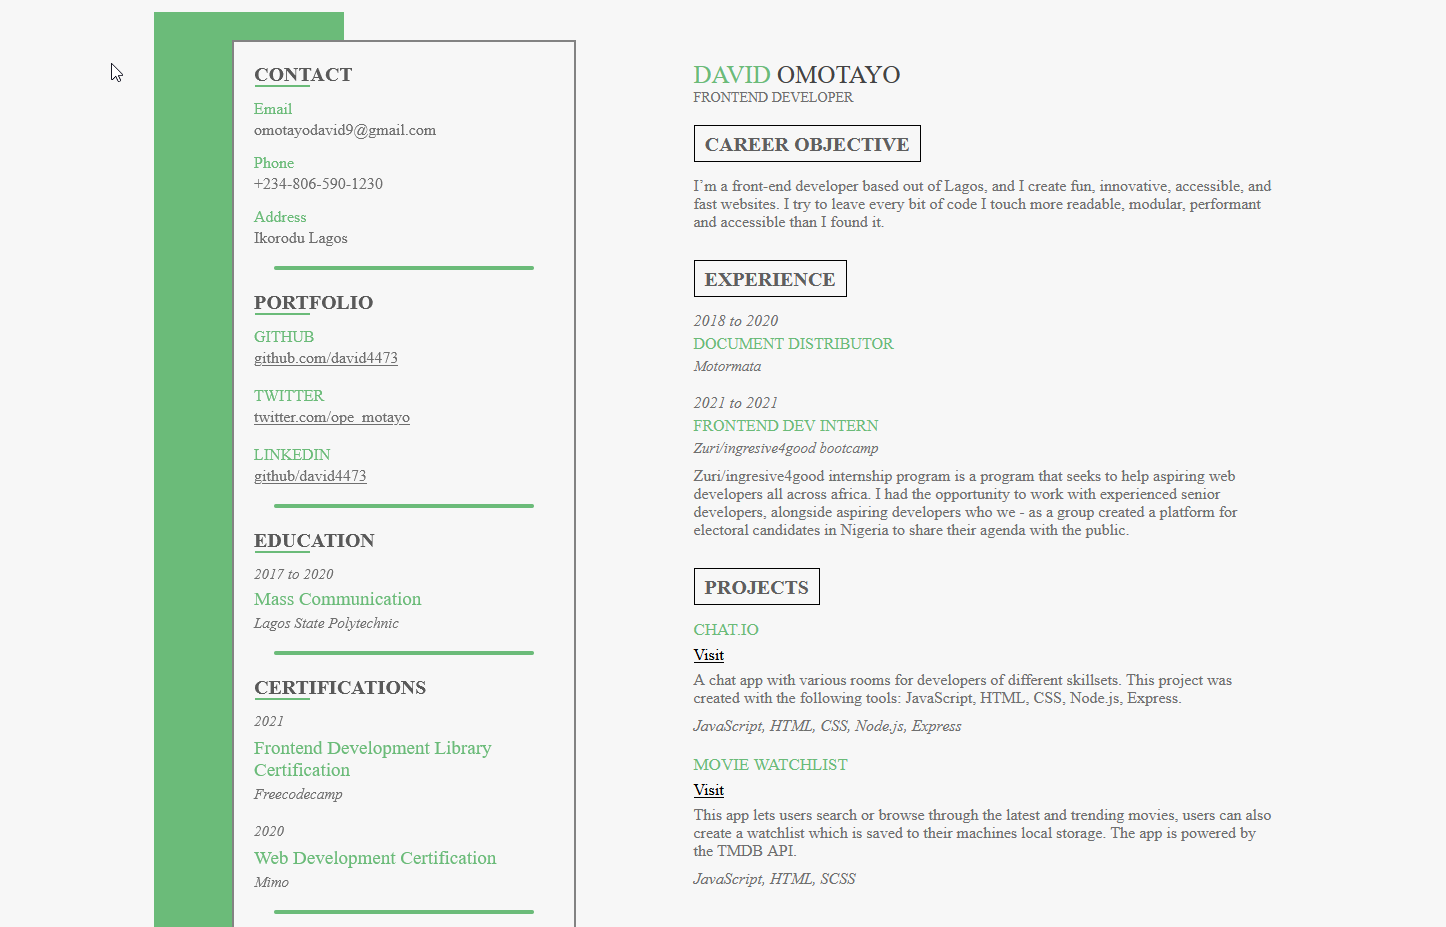 CONTACT
Email
omotayodavid9@gmail.com
Phone
+234-806-590-1230
Address
Ikorodu Lagos
PORTFOLIO
GITHUB
github.com/david4473
TWITTER
twitter.com/ope_motayo
LINKEDIN
github/david4473
EDUCATION
2017 to 2020
Mass Communication
Lagos State Polytechnic
CERTIFICATIONS
2021
Frontend Development Library
Certification
Freecodecamp
2020
Web Development Certification
Mimo
DAVID OMOTAYO
FRONTEND DEVELOPER
CAREER OBJECTIVE
I’m a front-end developer based out of Lagos, and I create fun, innovative, accessible, and
fast websites. I try to leave every bit of code I touch more readable, modular, performant
and accessible than I found it.
EXPERIENCE
2018 to 2020
DOCUMENT DISTRIBUTOR
Motormata
2021 to 2021
FRONTEND DEV INTERN
Zuri/ingresive4good bootcamp
Zuri/ingresive4good internship program is a program that seeks to help aspiring web
developers all across africa. I had the opportunity to work with experienced senior
developers, alongside aspiring developers who we - as a group created a platform for
electoral candidates in Nigeria to share their agenda with the public.
PROJECTS
CHAT.IO
Visit
A chat app with various rooms for developers of different skillsets. This project was
created with the following tools: JavaScript, HTML, CSS, Node.js, Express.
JavaScript, HTML, CSS, Node.js, Express
MOVIE WATCHLIST
Visit
This app lets users search or browse through the latest and trending movies, users can also
create a watchlist which is saved to their machines local storage. The app is powered by
the TMDB API.
JavaScript, HTML, SCSS